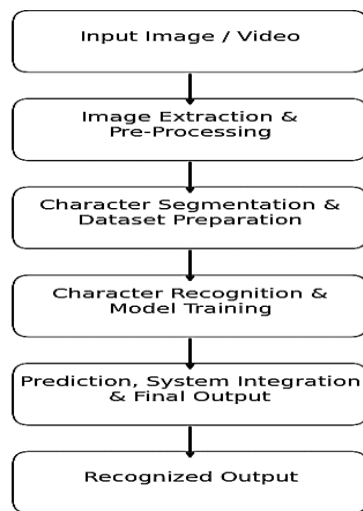 Input Image / Video
Image Extraction &
Pre-Processing
Character Segmentation &
Dataset Preparation
Character Recognition &
Model Training
Prediction, System Integration
& Final Output
Recognized Output